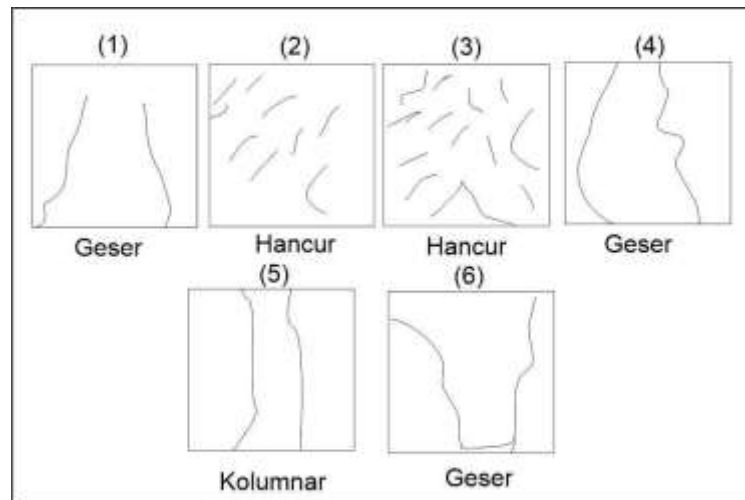 (1) (2) (3) (4)
Geser Hancur Hancur Geser
(5) (6)
Kolumnar Geser